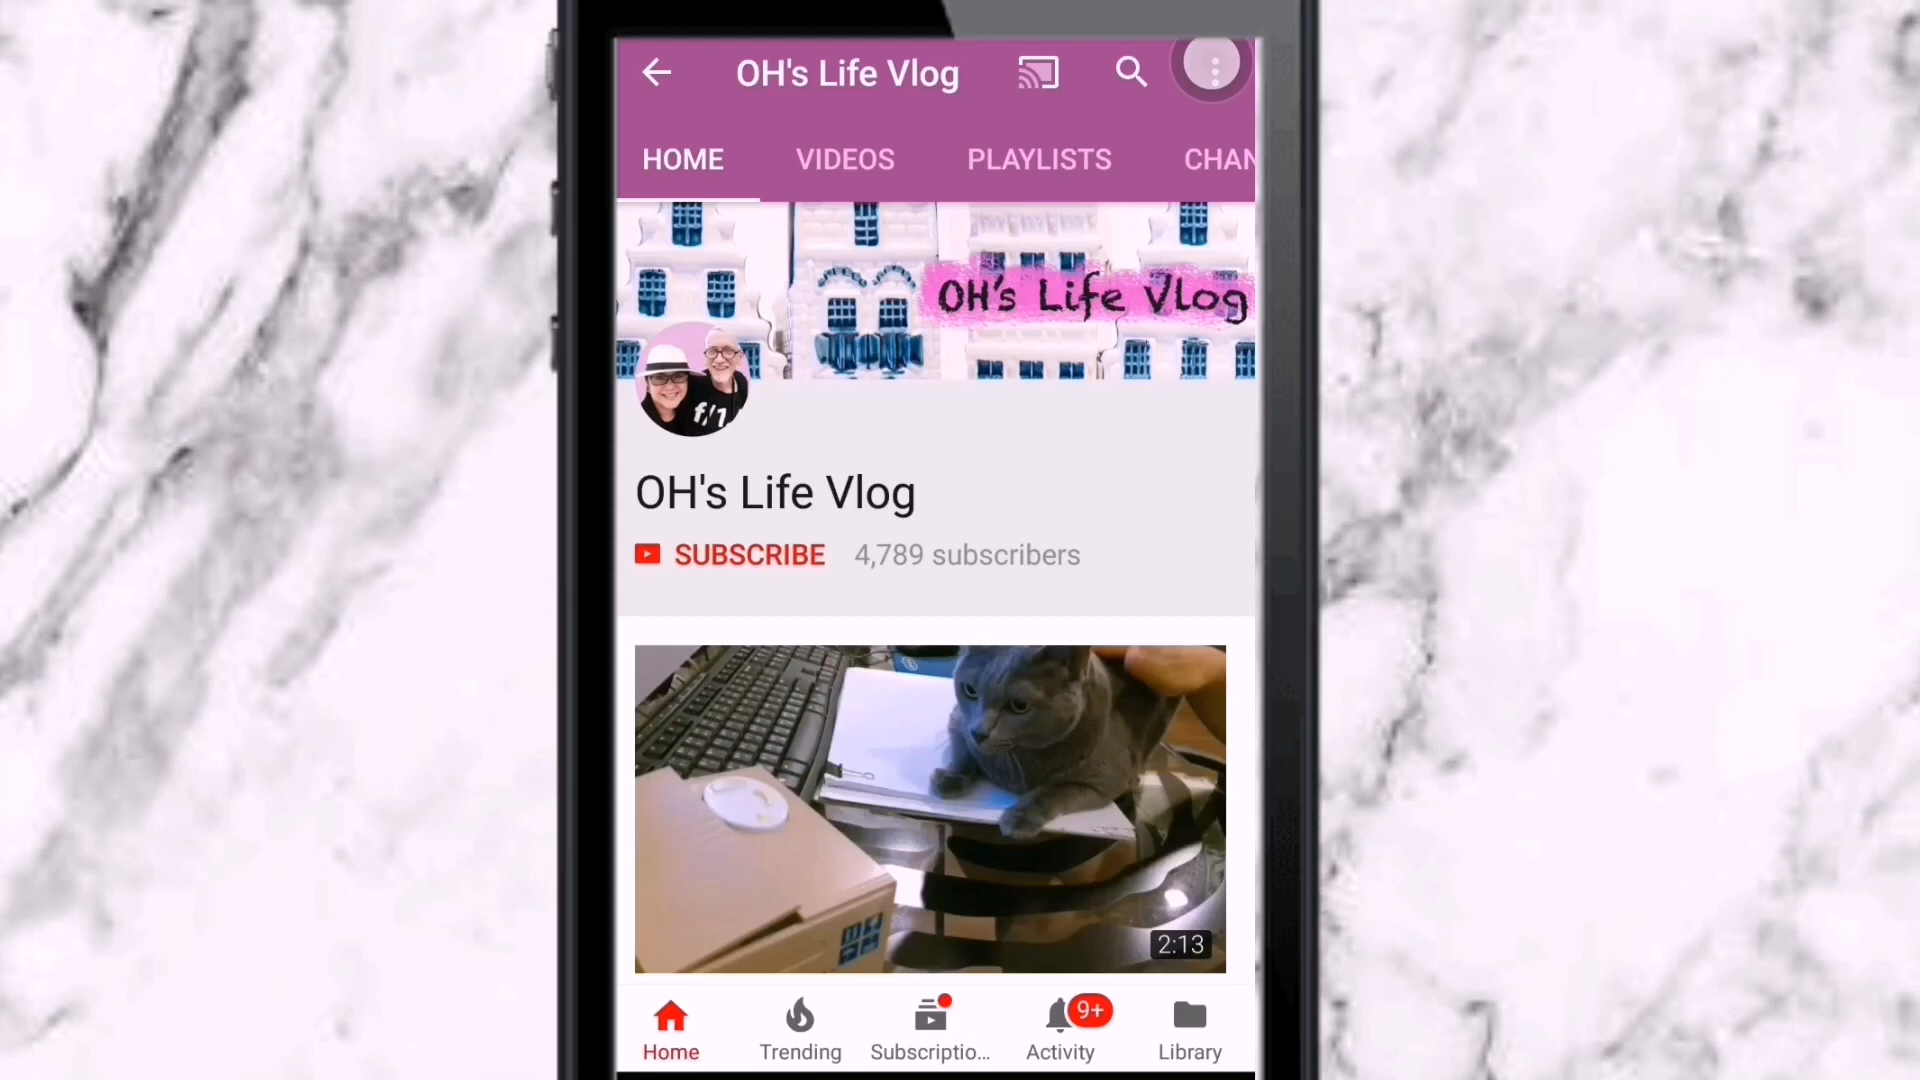 OH's Life Vlog
HOME VIDEOS PLAYLISTS CHAN
OH's Life Vlog
f/1
OH's Life Vlog
SUBSCRIBE 4,789 subscribers
2:13
9+
Home Trending Subscriptio... Activity Library